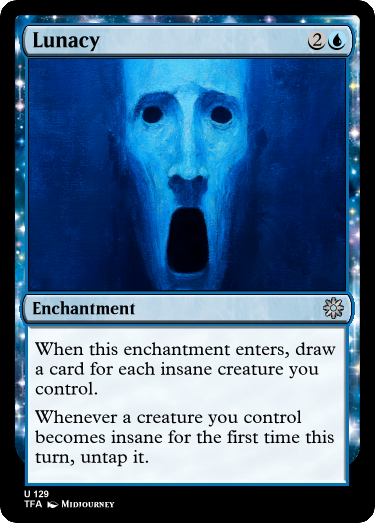 Lunacy 2
Enchantment
When this enchantment enters, draw
a card for each insane creature you
control.
Whenever a creature you control
becomes insane for the first time this
turn, untap it.
U 129
TFA Midjourney